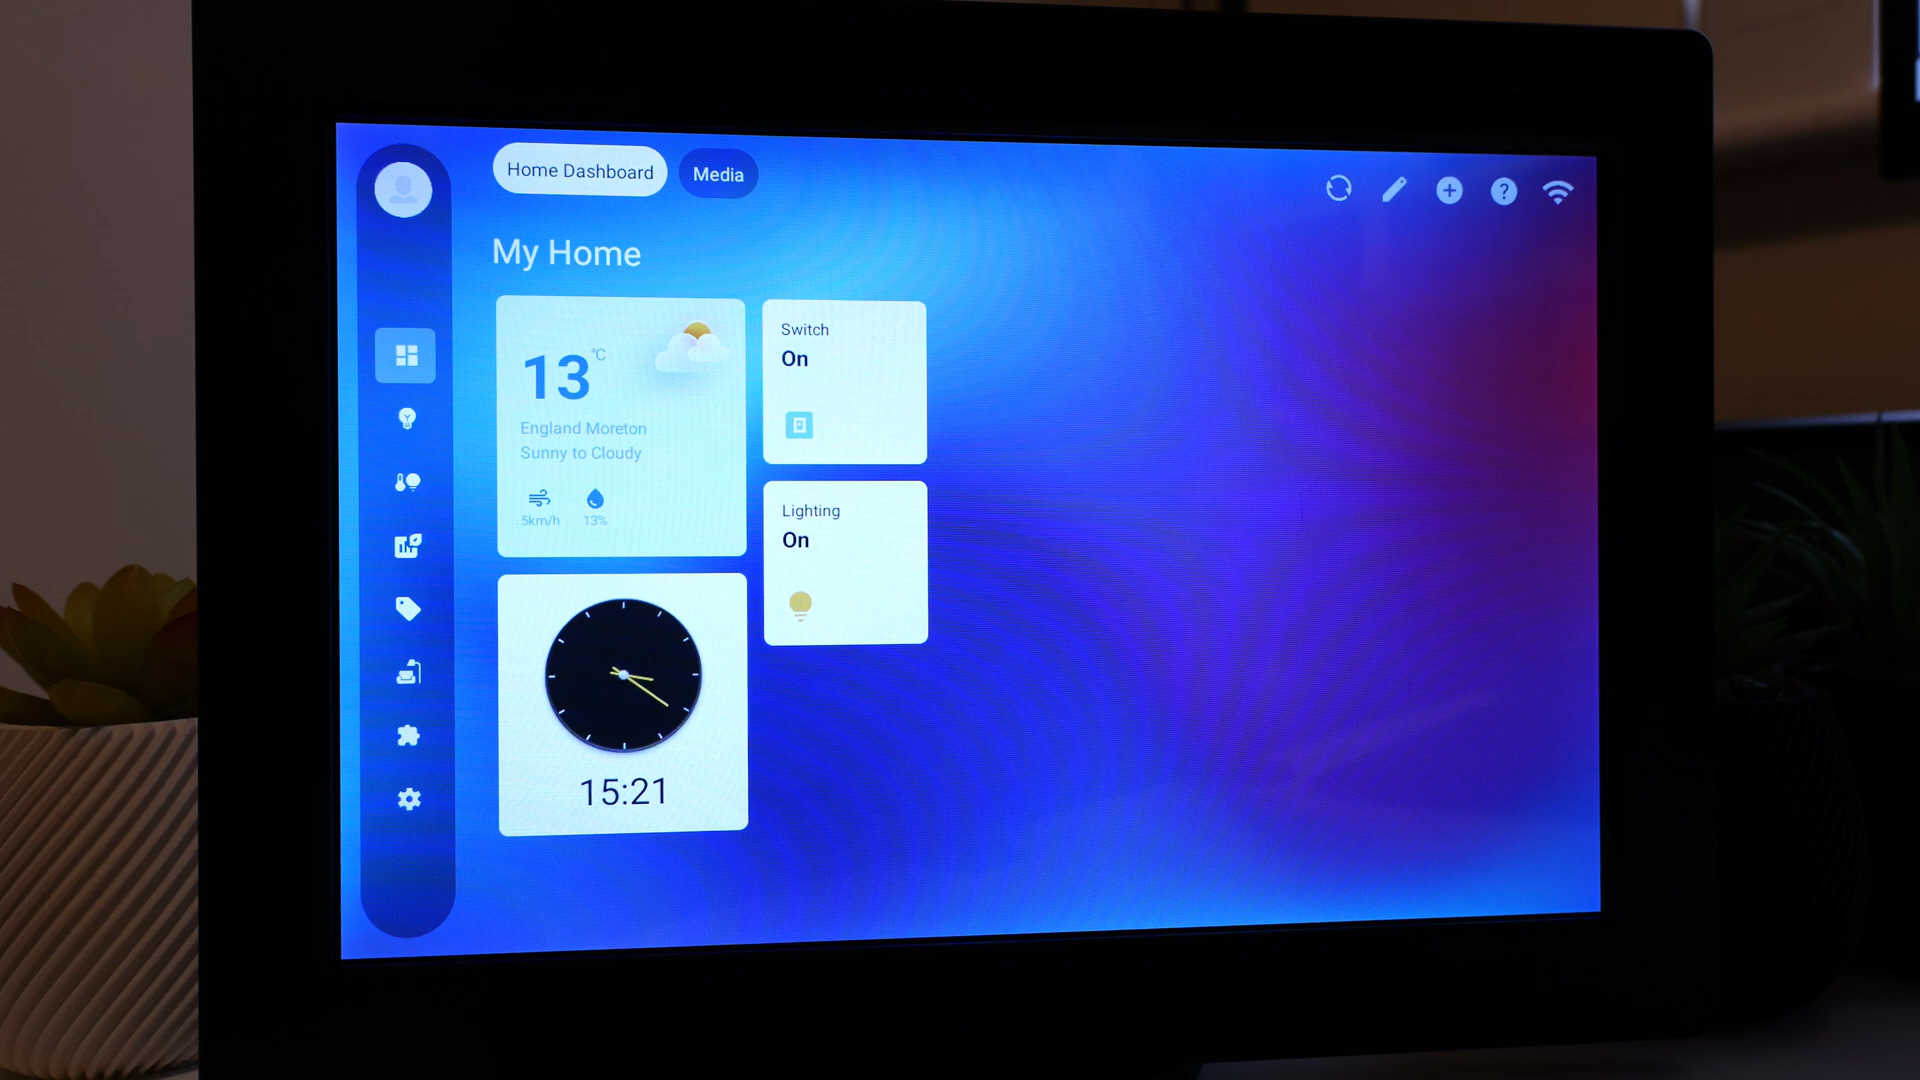 Home Dashboard
Media
My Home
13 °C
England Moreton
Sunny to Cloudy
5km/h
13%
Switch
On
Lighting
On
15:21